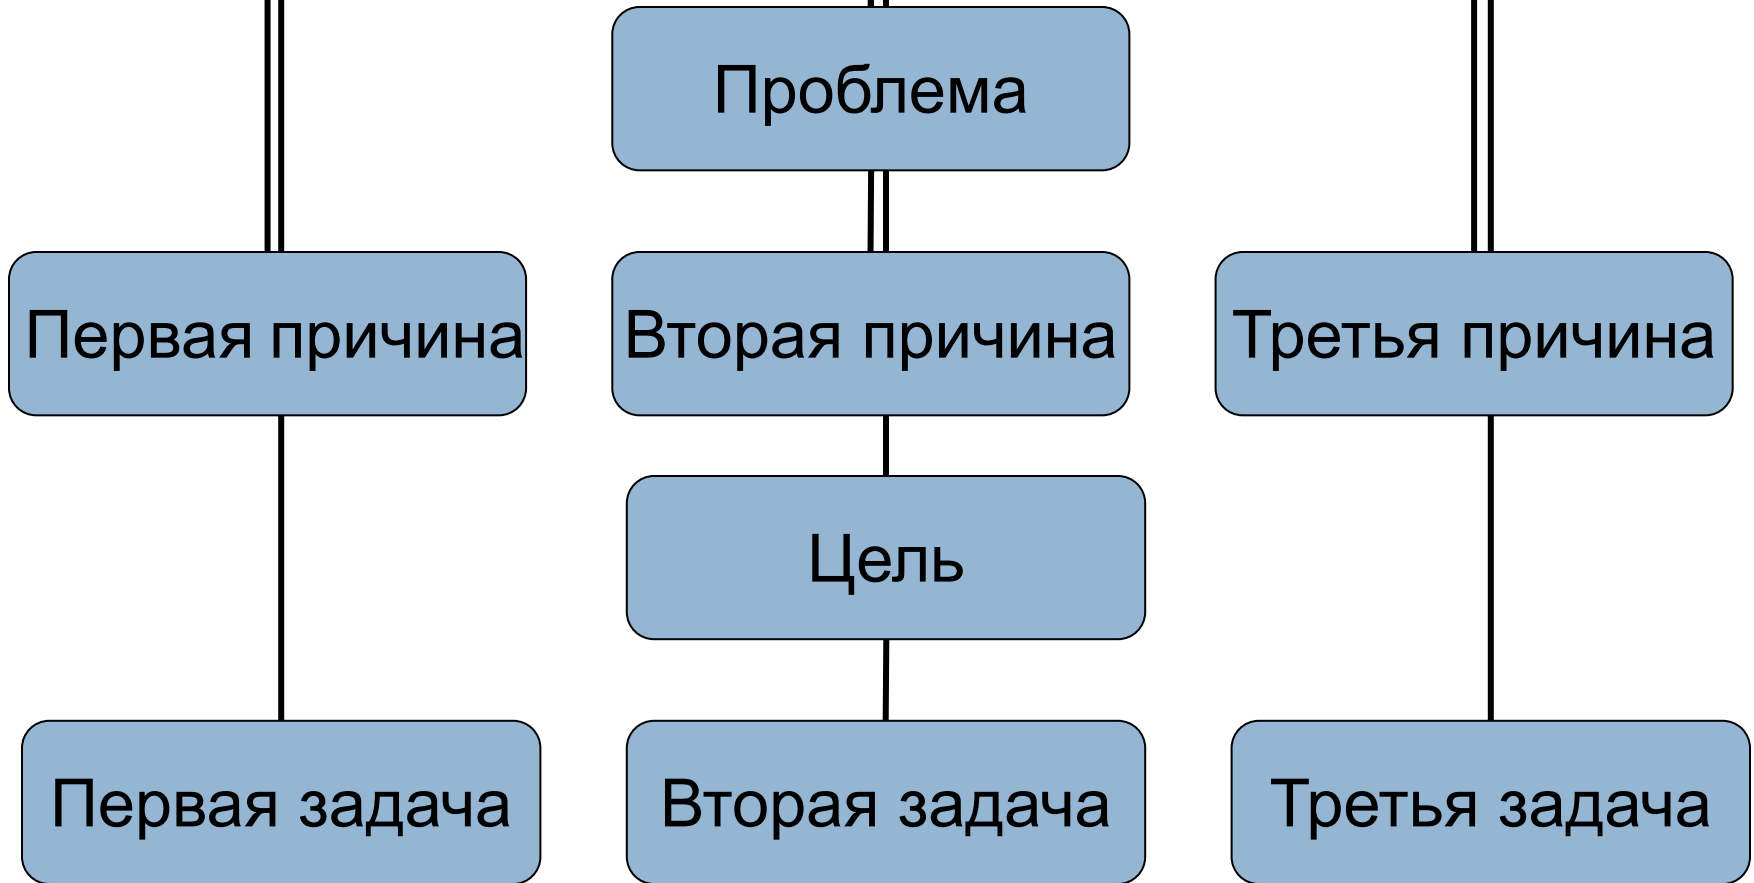 Проблема
Первая причина
Вторая причина
Третья причина
Цель
Первая задача
Вторая задача
Третья задача